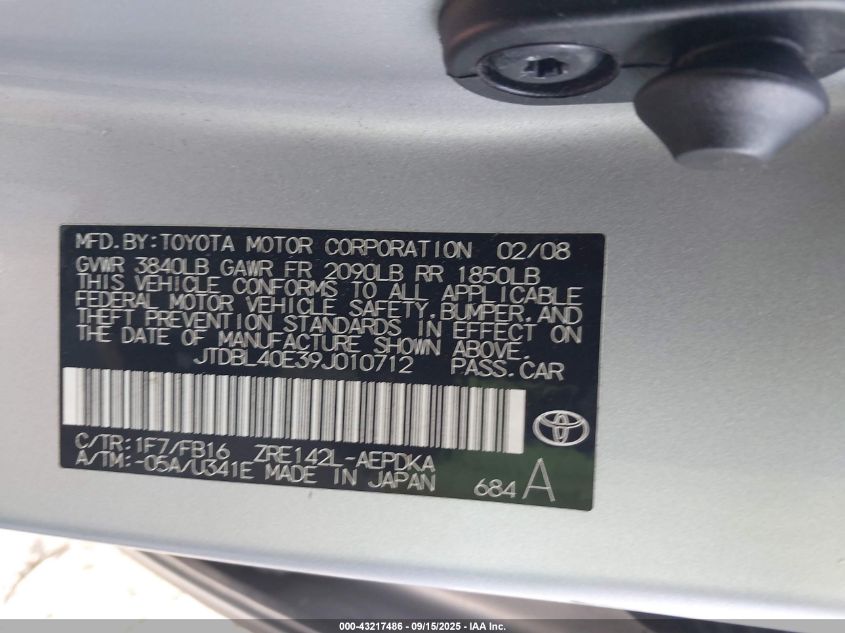 MFD.BY:TOYOTA MOTOR CORPORATION 02/08
GVWR 3840LB GAWR FR 2090LB RR 1850LB
THIS VEHICLE CONFORMS TO ALL APPLICABLE
FEDERAL MOTOR VEHICLE SAFETY,BUMPER,AND
THEFT PREVENTION STANDARDS IN EFFECT ON
THE DATE OF MANUFACTURE SHOWN ABOVE.
JTDBL40E39J010712 PASS.CAR
C/TR:1F7/FB16 ZRE142L-AEPDKA
A/TM:-05A/U341E MADE IN JAPAN 684 A
000-43217486 - 09/15/2025 - IAA Inc.